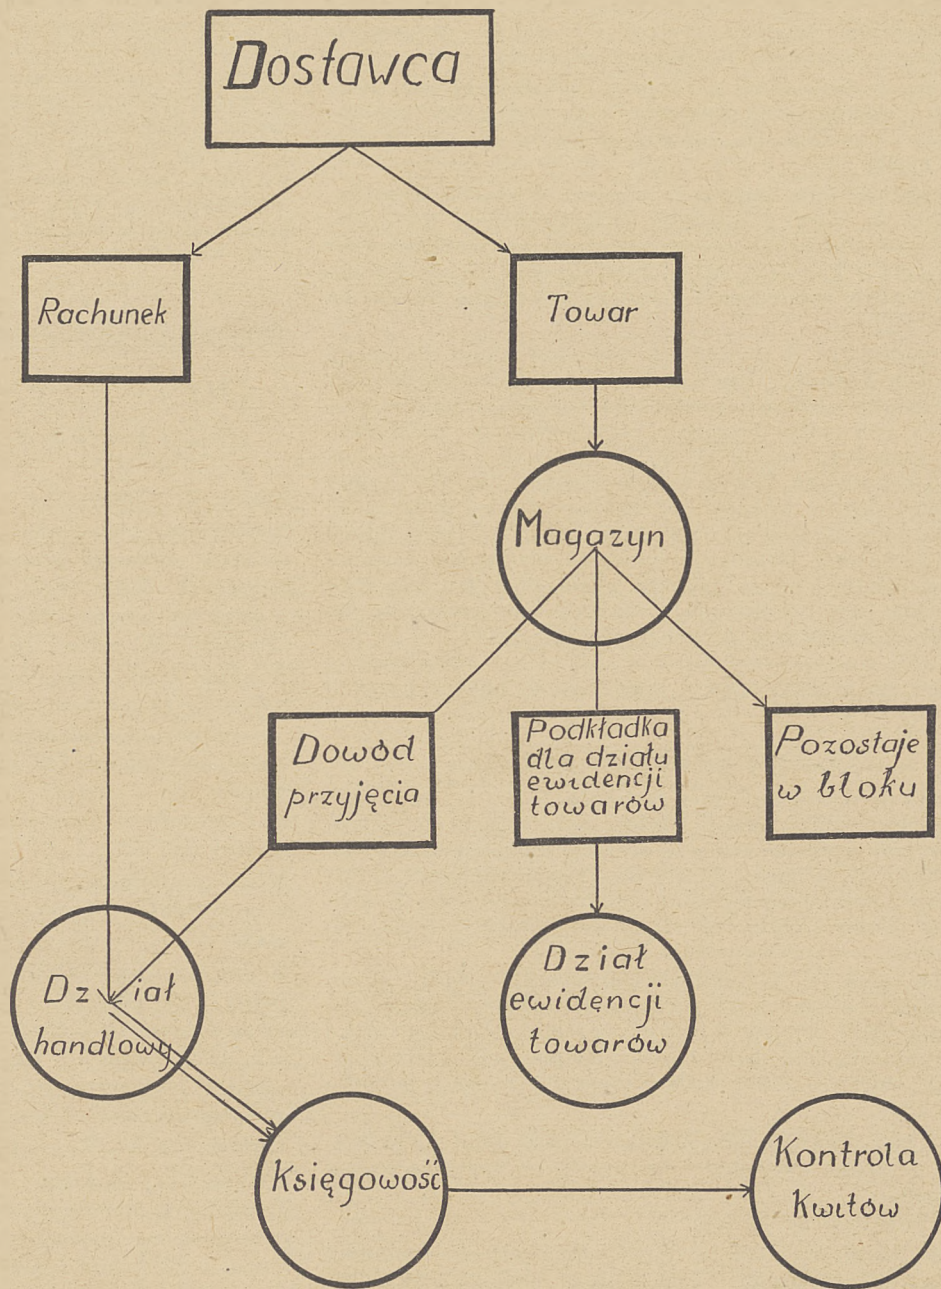 Dostawca
Rachunek
Towar
Magazyn
Dowód
przyjęcia
Podkładka
dla działu
ewidencji
towarów
Pozostaje
w bloku
Dział
handlowy
Dział
ewidencji
towarów
Księgowość
Kontrola
kwitów